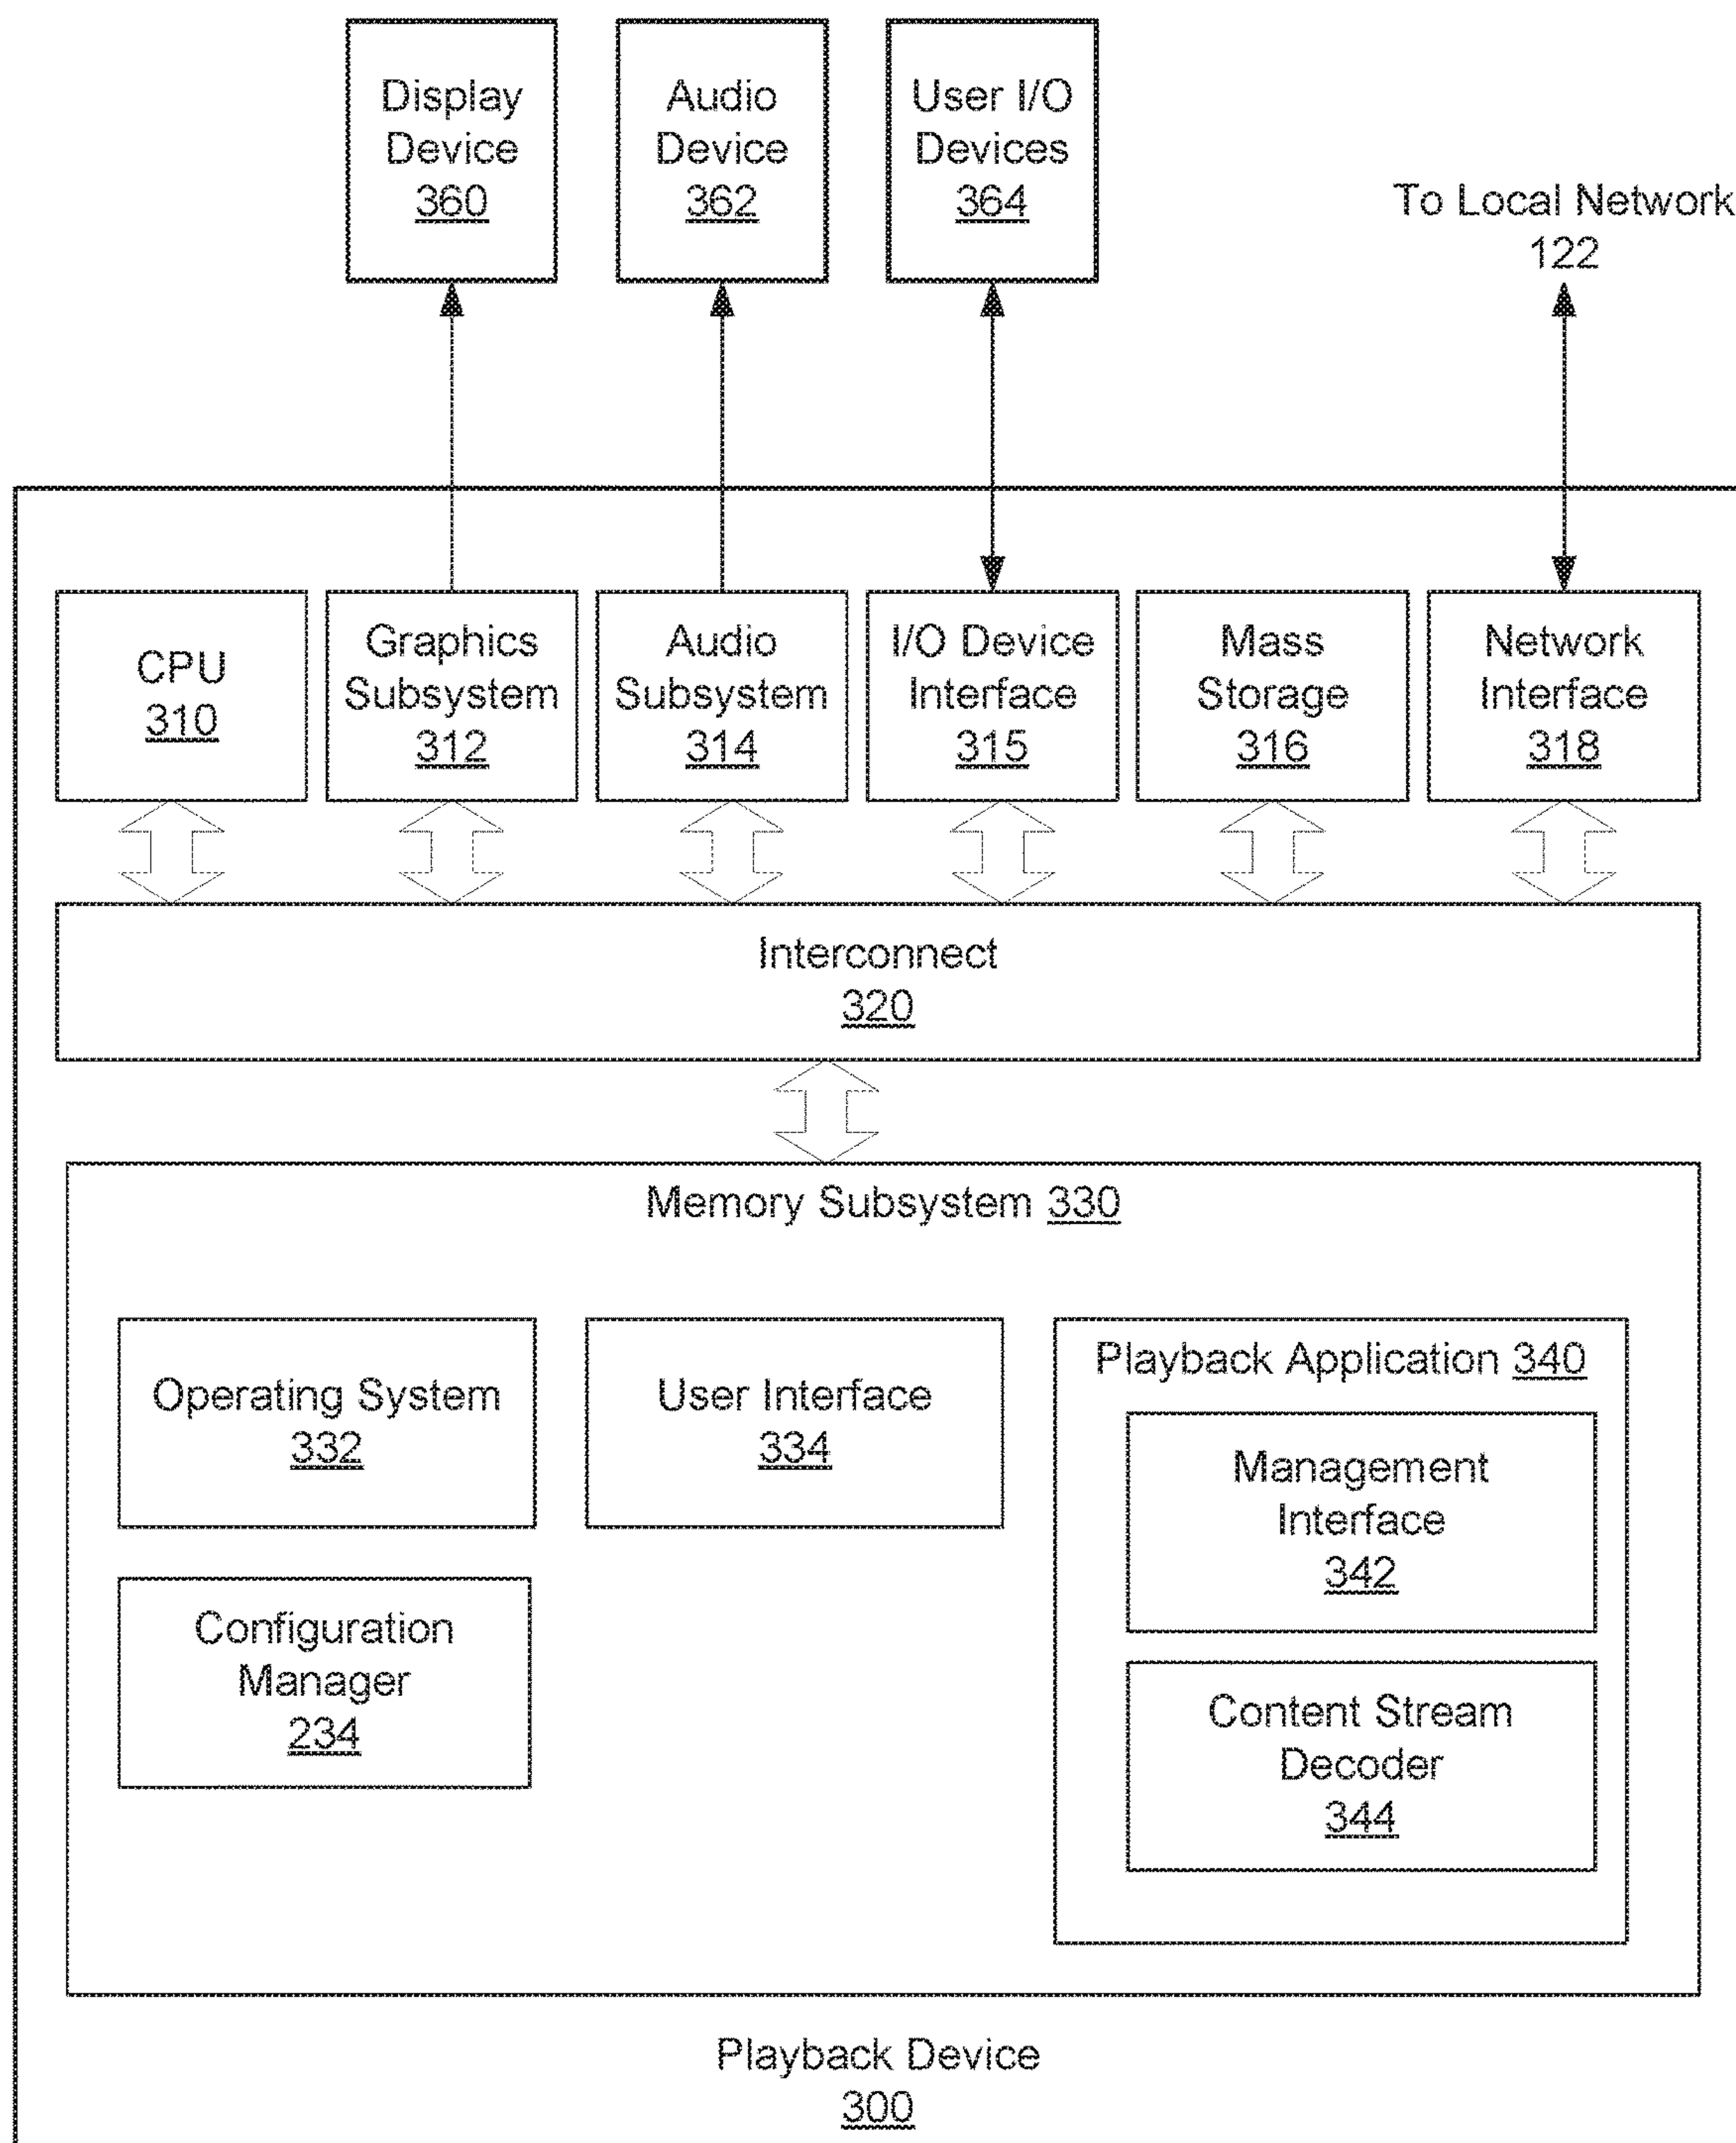 Display
Device
360
Audio
Device
362
User I/O
Devices
364
To Local Network
122
CPU
310
Graphics
Subsystem
312
Audio
Subsystem
314
I/O Device
Interface
315
Mass
Storage
316
Network
Interface
318
Interconnect
320
Memory Subsystem 330
Operating System
332
User Interface
334
Playback Application 340
Management
Interface
342
Configuration
Manager
234
Content Stream
Decoder
344
Playback Device
300